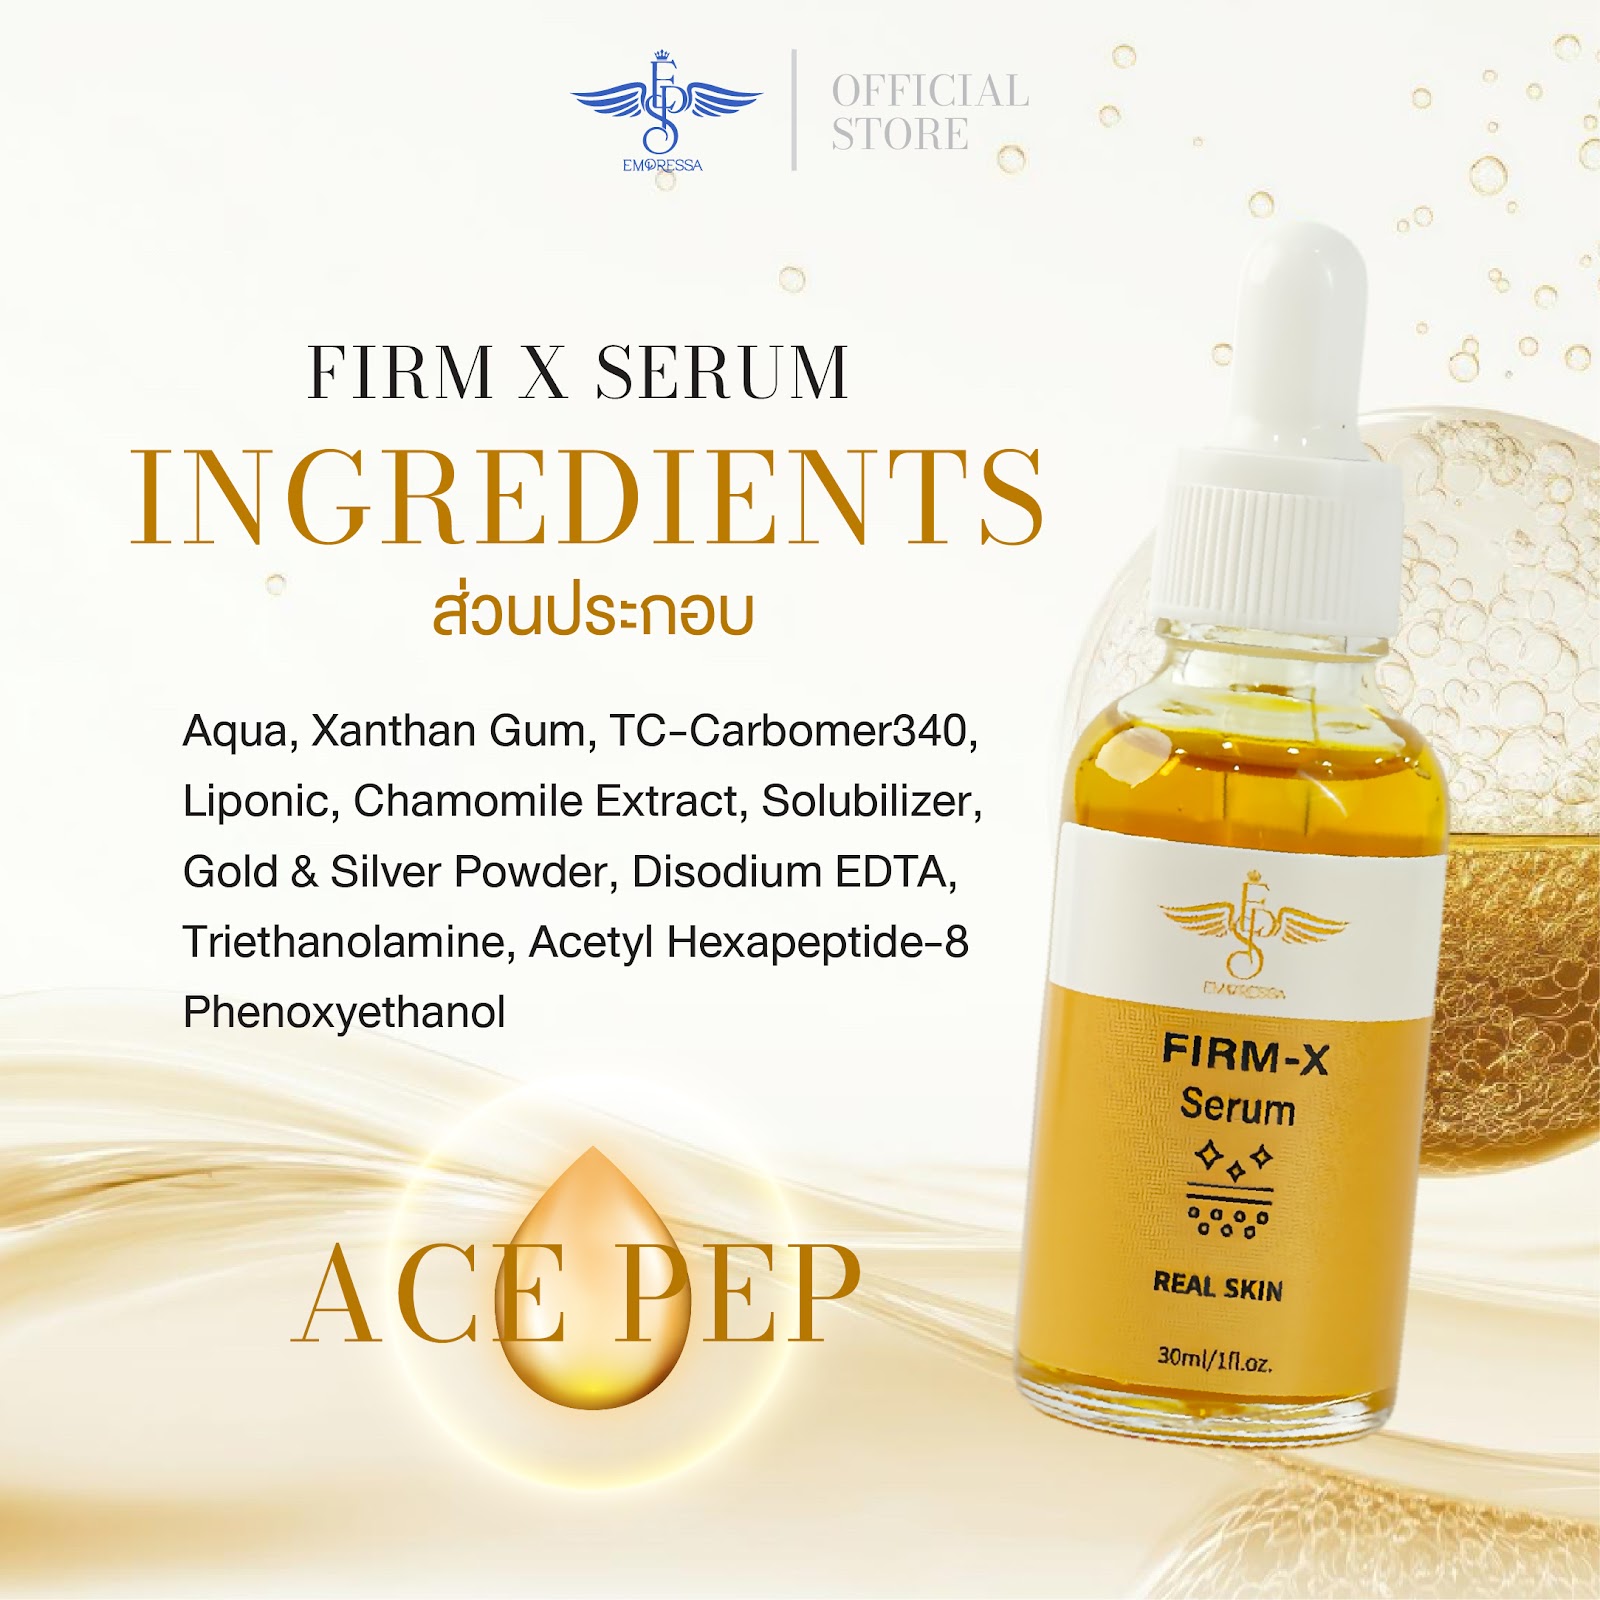 EMPRESSA
OFFICIAL
STORE
FIRM X SERUM
INGREDIENTS
ส่วนประกอบ
Aqua, Xanthan Gum, TC-Carbomer340,
Liponic, Chamomile Extract, Solubilizer,
Gold & Silver Powder, Disodium EDTA,
Triethanolamine, Acetyl Hexapeptide-8
Phenoxyethanol
ACE PEP
EMPRESSA
FIRM-X
Serum
REAL SKIN
30ml/1fl.oz.